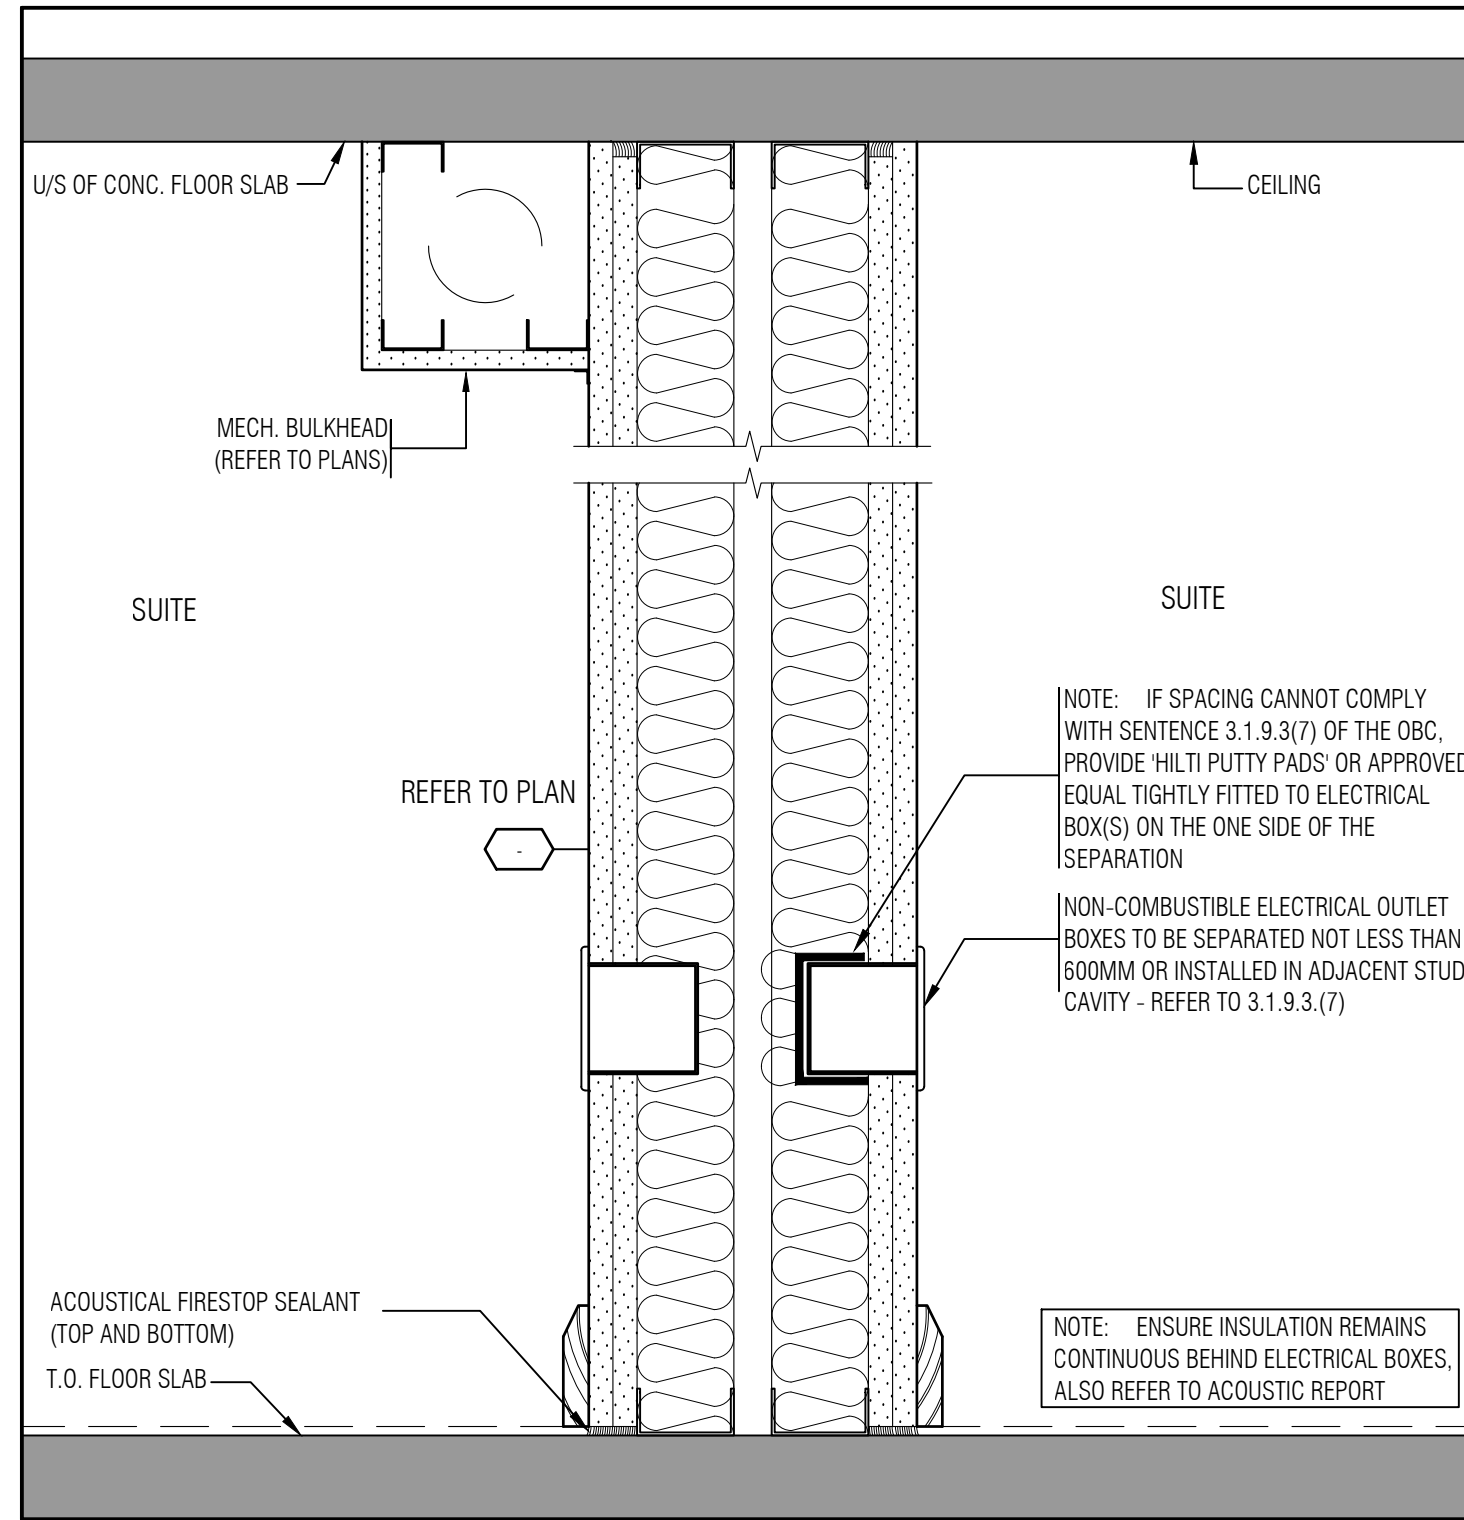 U/S OF CONC. FLOOR SLAB
CEILING
MECH. BULKHEAD
(REFER TO PLANS)
SUITE
SUITE
NOTE: IF SPACING CANNOT COMPLY
WITH SENTENCE 3.1.9.3(7) OF THE OBC,
PROVIDE 'HILTI PUTTY PADS' OR APPROVED
EQUAL TIGHTLY FITTED TO ELECTRICAL
BOX(S) ON THE ONE SIDE OF THE
SEPARATION
REFER TO PLAN
-
NON-COMBUSTIBLE ELECTRICAL OUTLET
BOXES TO BE SEPARATED NOT LESS THAN
600MM OR INSTALLED IN ADJACENT STUD
CAVITY - REFER TO 3.1.9.3.(7)
ACOUSTICAL FIRESTOP SEALANT
(TOP AND BOTTOM)
T.O. FLOOR SLAB
NOTE: ENSURE INSULATION REMAINS
CONTINUOUS BEHIND ELECTRICAL BOXES,
ALSO REFER TO ACOUSTIC REPORT